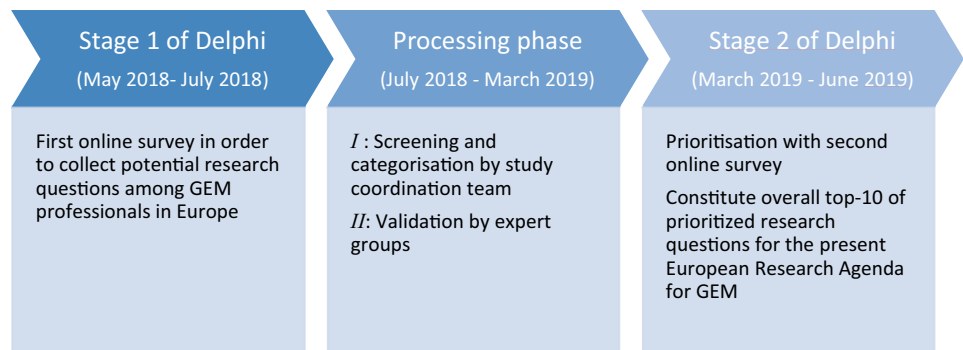 Stage 1 of Delphi
(May 2018- July 2018)
First online survey in order
to collect potential research
questions among GEM
professionals in Europe
Processing phase
(July 2018 - March 2019)
I : Screening and
categorisation by study
coordination team
II: Validation by expert
groups
Stage 2 of Delphi
(March 2019 - June 2019)
Prioritisation with second
online survey
Constitute overall top-10 of
prioritized research
questions for the present
European Research Agenda
for GEM